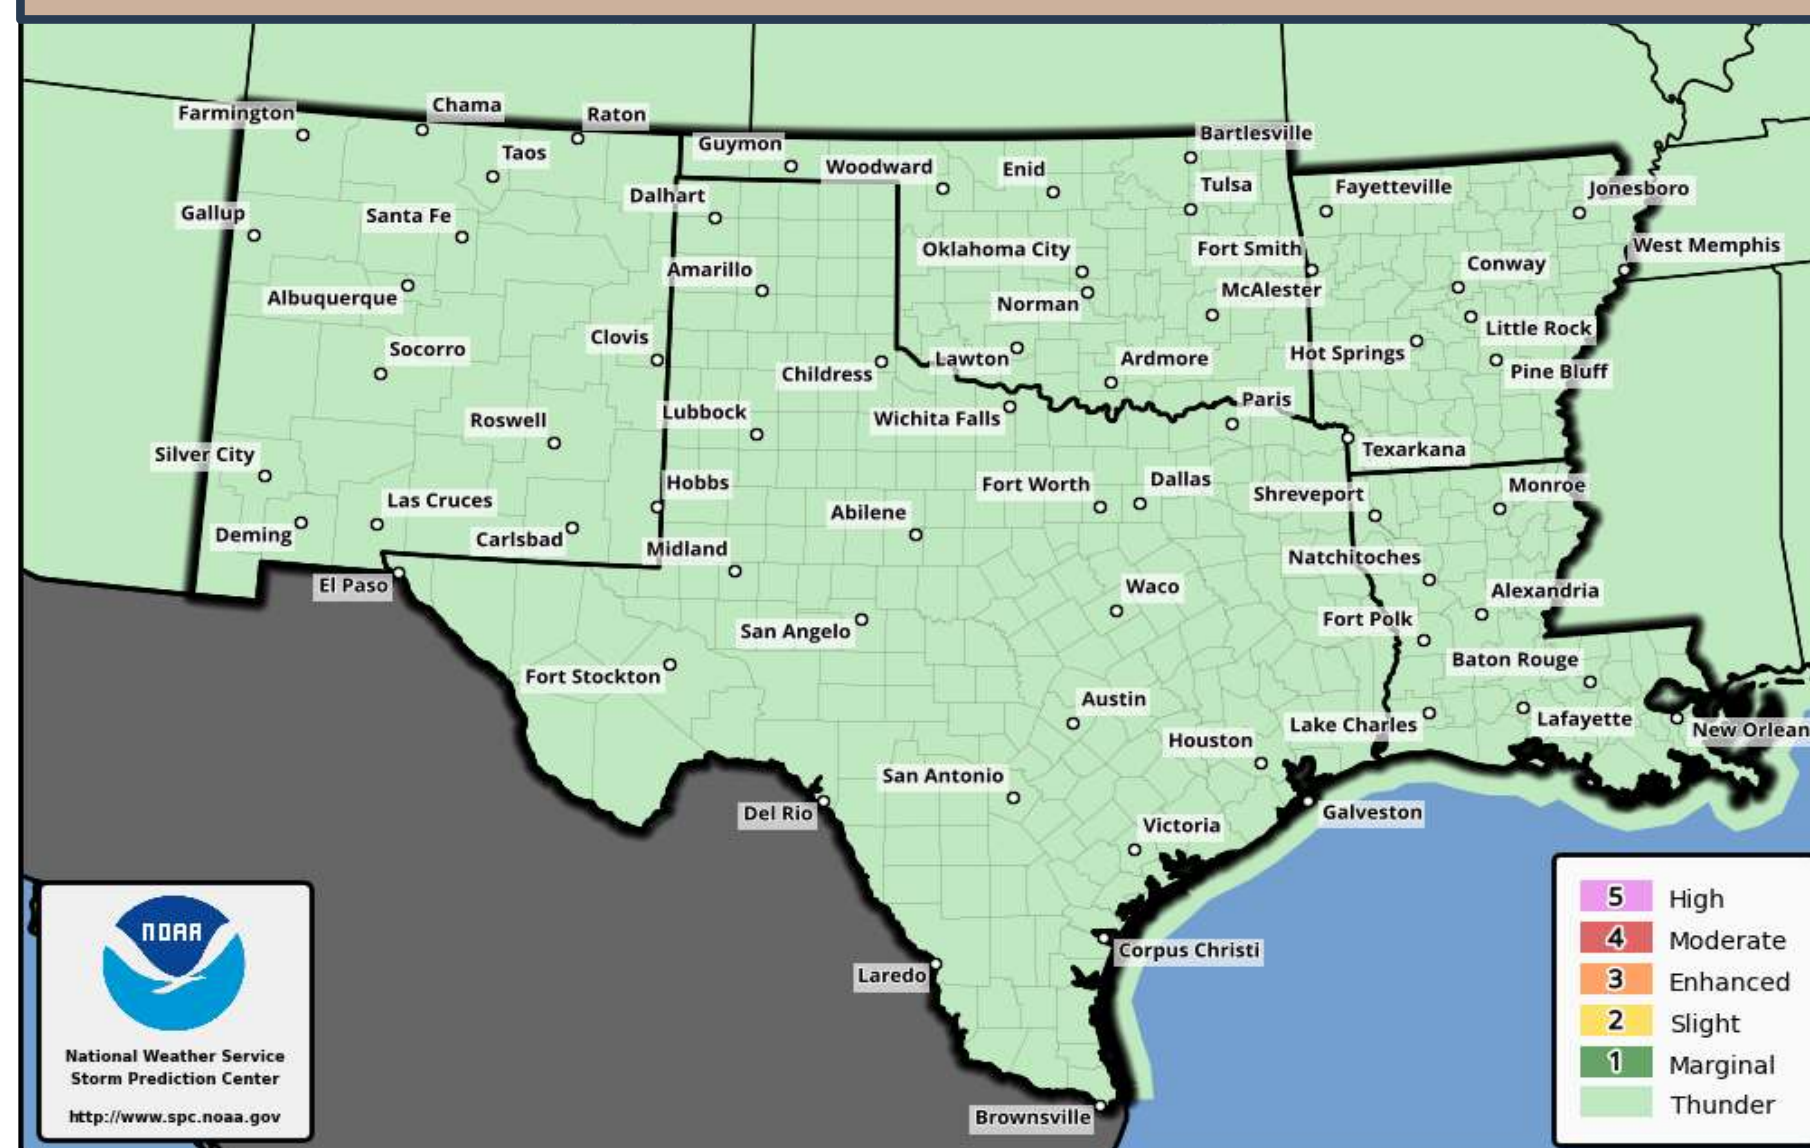 Farmington
Chama
Raton
Taos
Guymon
Woodward
Enid
Bartlesville
Tulsa
Fayetteville
Jonesboro
Dalhart
Gallup
Santa Fe
Oklahoma City
Fort Smith
West Memphis
Conway
Amarillo
Albuquerque
Norman
McAlester
Little Rock
Clovis
Socorro
Childress
Lawton
Ardmore
Hot Springs
Pine Bluff
Paris
Roswell
Lubbock
Wichita Falls
Texarkana
Silver City
Hobbs
Fort Worth
Dallas
Shreveport
Monroe
Las Cruces
Abilene
Deming
Carlsbad
Midland
Natchitoches
El Paso
Waco
Alexandria
San Angelo
Fort Polk
Fort Stockton
Baton Rouge
Austin
Lake Charles
Lafayette
New Orlean
Houston
San Antonio
Del Rio
Galveston
Victoria
Corpus Christi
Laredo
Brownsville
NOAA
National Weather Service
Storm Prediction Center
http://www.spc.noaa.gov
5 High
4 Moderate
3 Enhanced
2 Slight
1 Marginal
Thunder